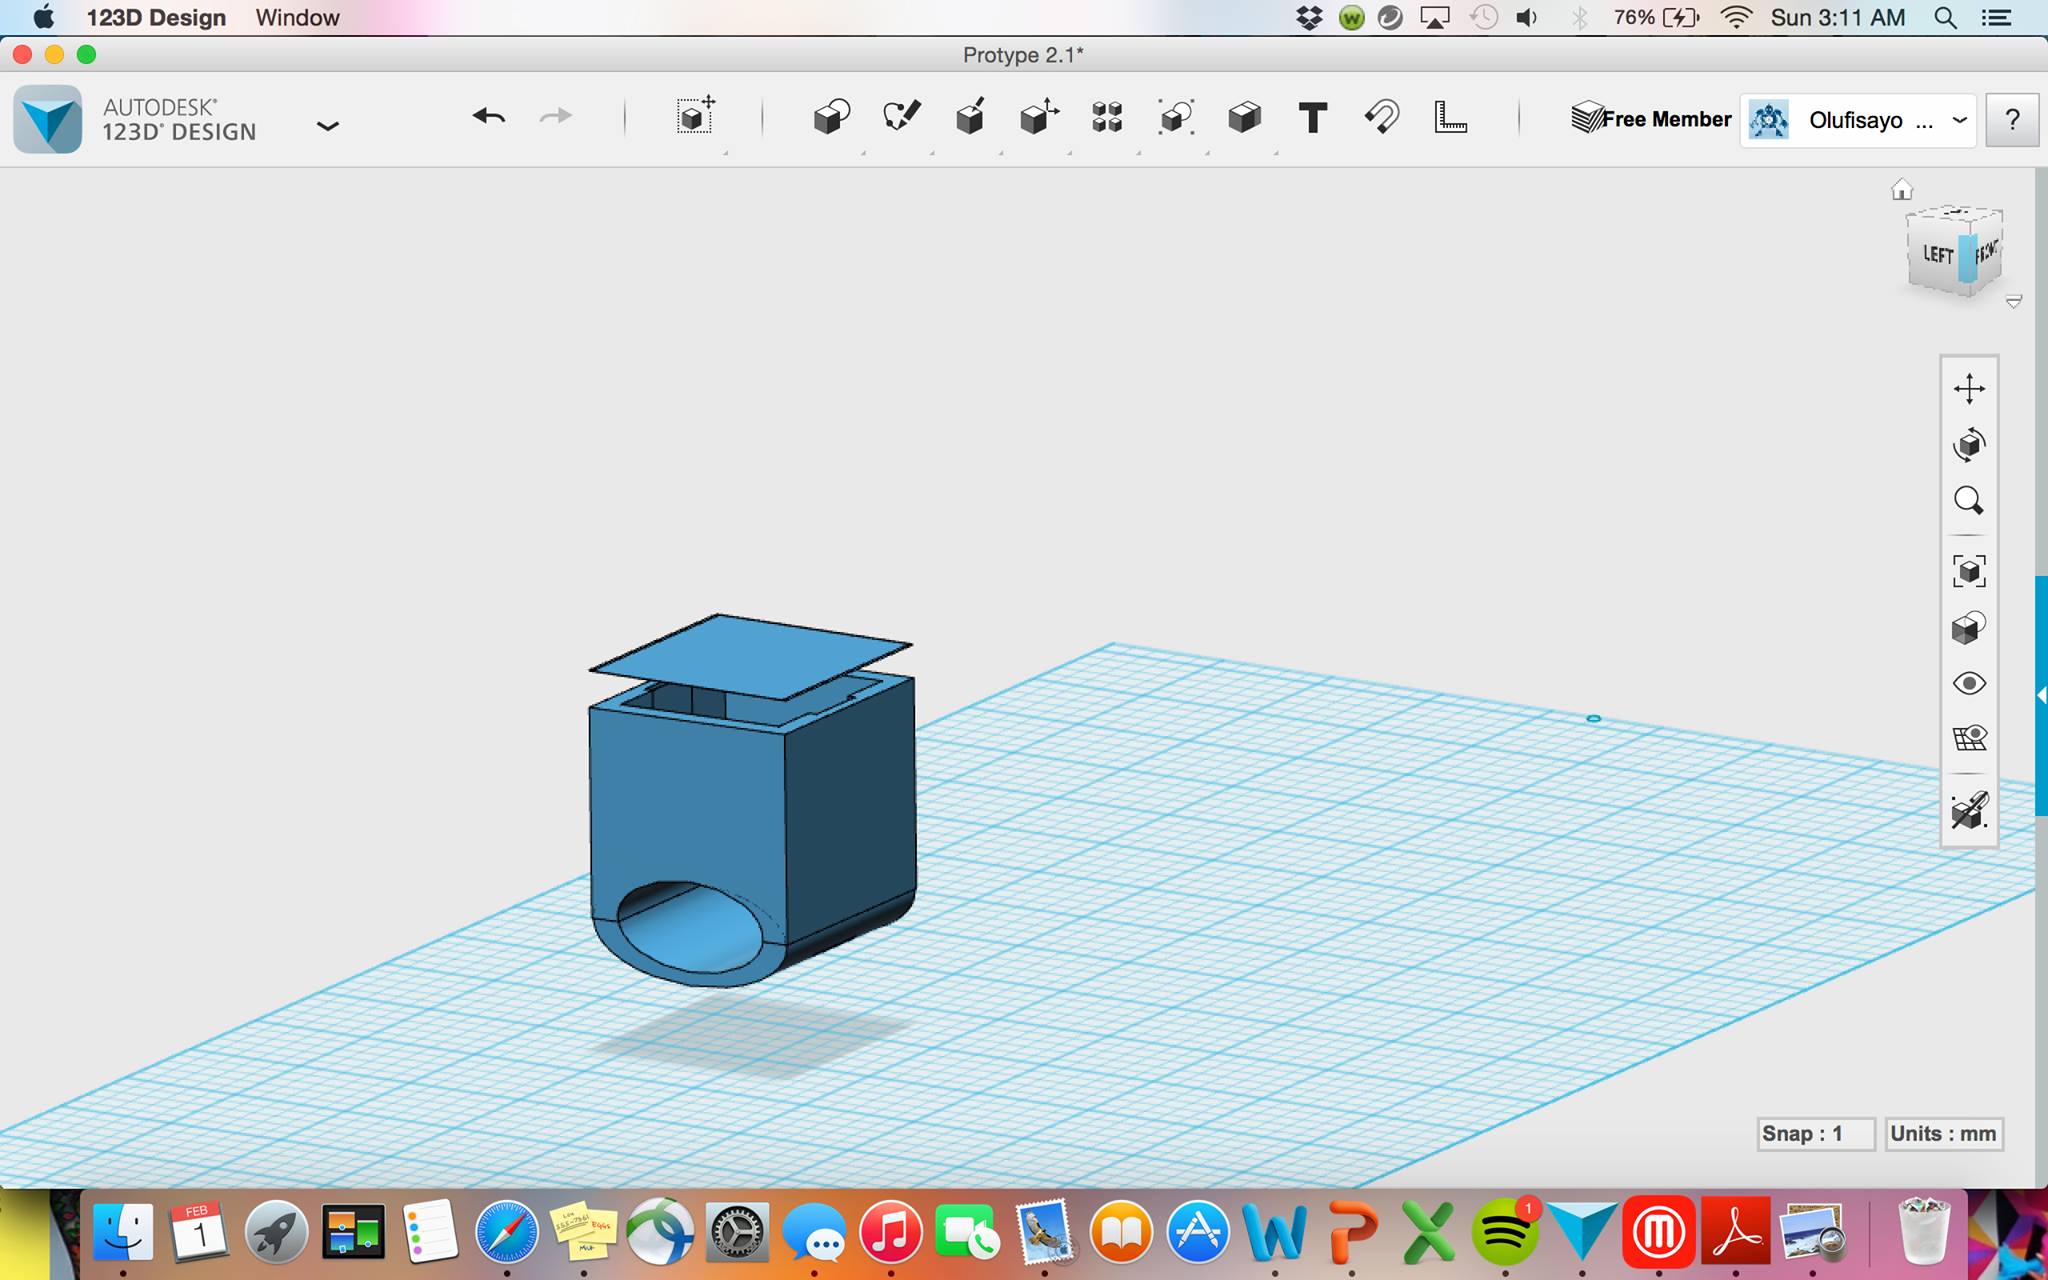 123D Design Window 76% Sun 3:11 AM
Protype 2.1*
AUTODESK®
123D® DESIGN
T
Free Member
Olufisayo ...
?
LEFT FRONT
Snap : 1
Units : mm
FEB
1
EGGS
1